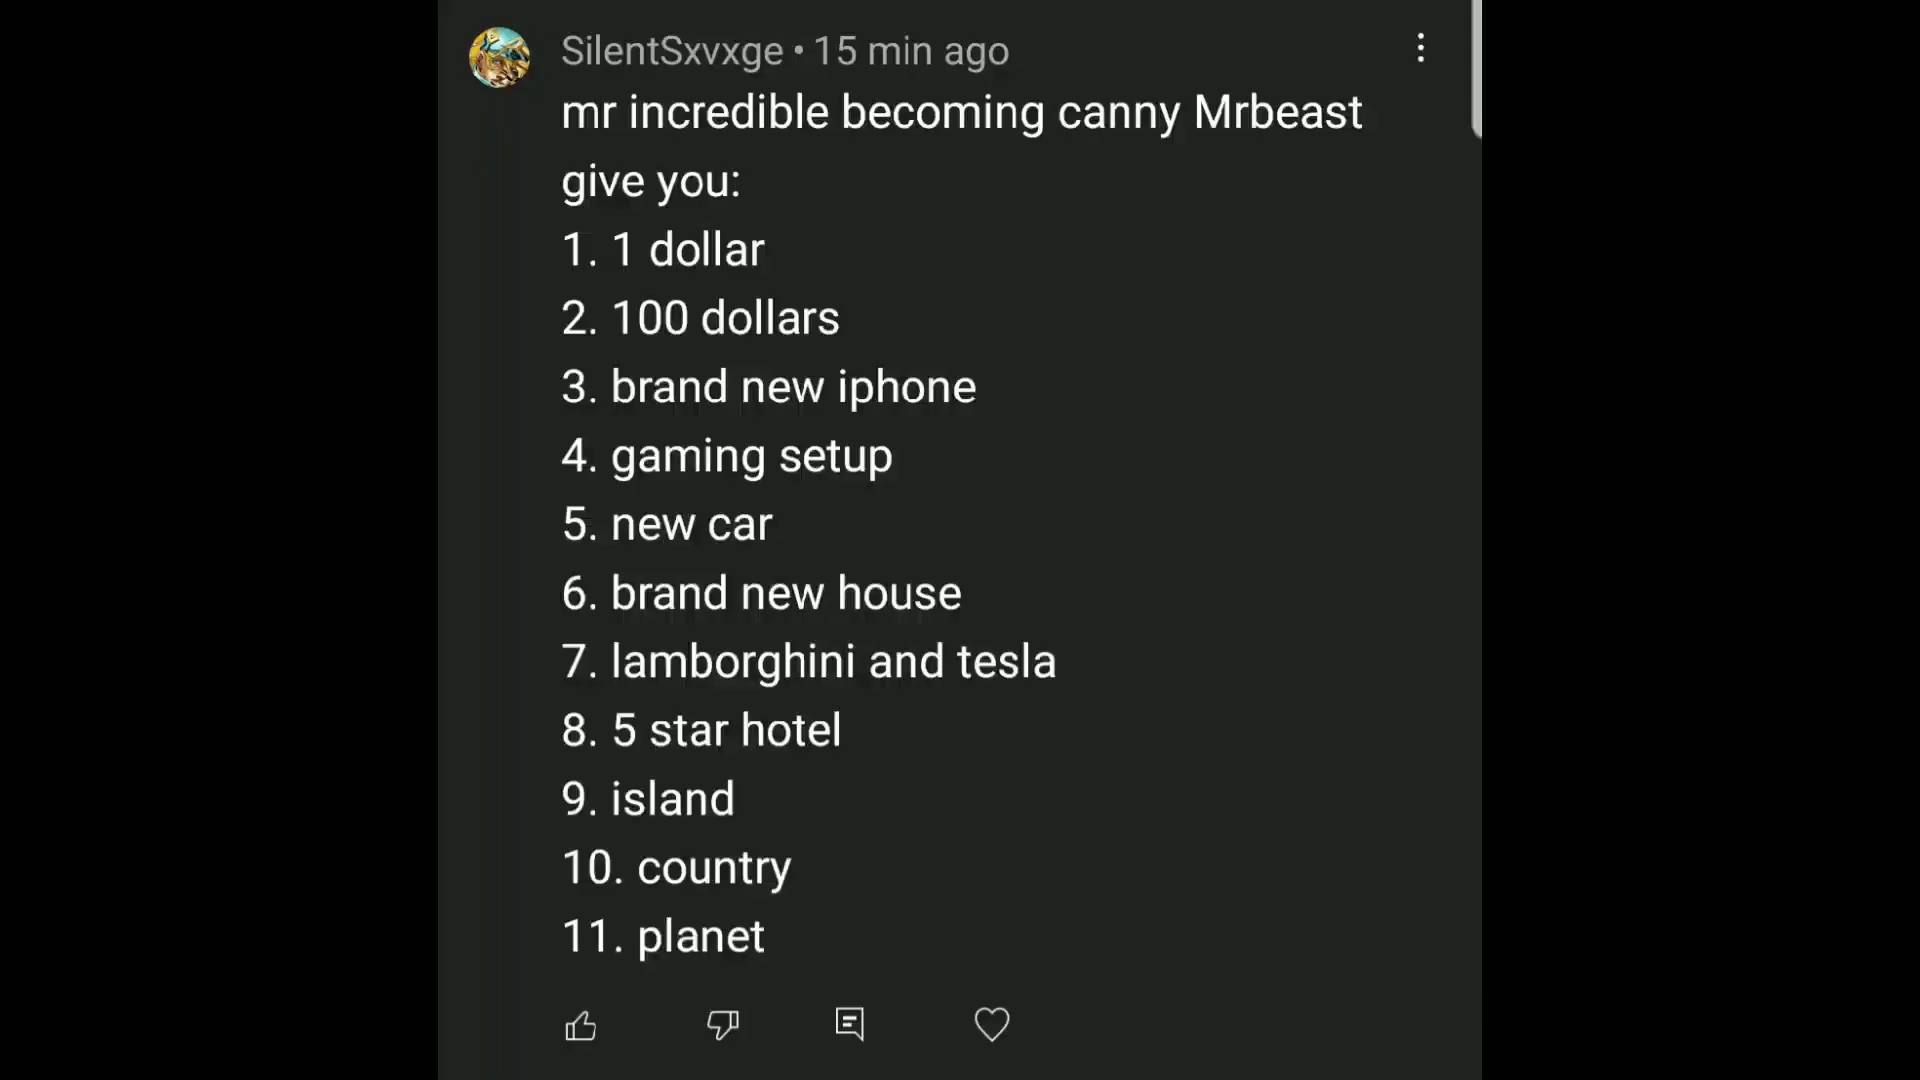 SilentSxvxge • 15 min ago
mr incredible becoming canny Mrbeast
give you:
1. 1 dollar
2. 100 dollars
3. brand new iphone
4. gaming setup
5. new car
6. brand new house
7. lamborghini and tesla
8. 5 star hotel
9. island
10. country
11. planet